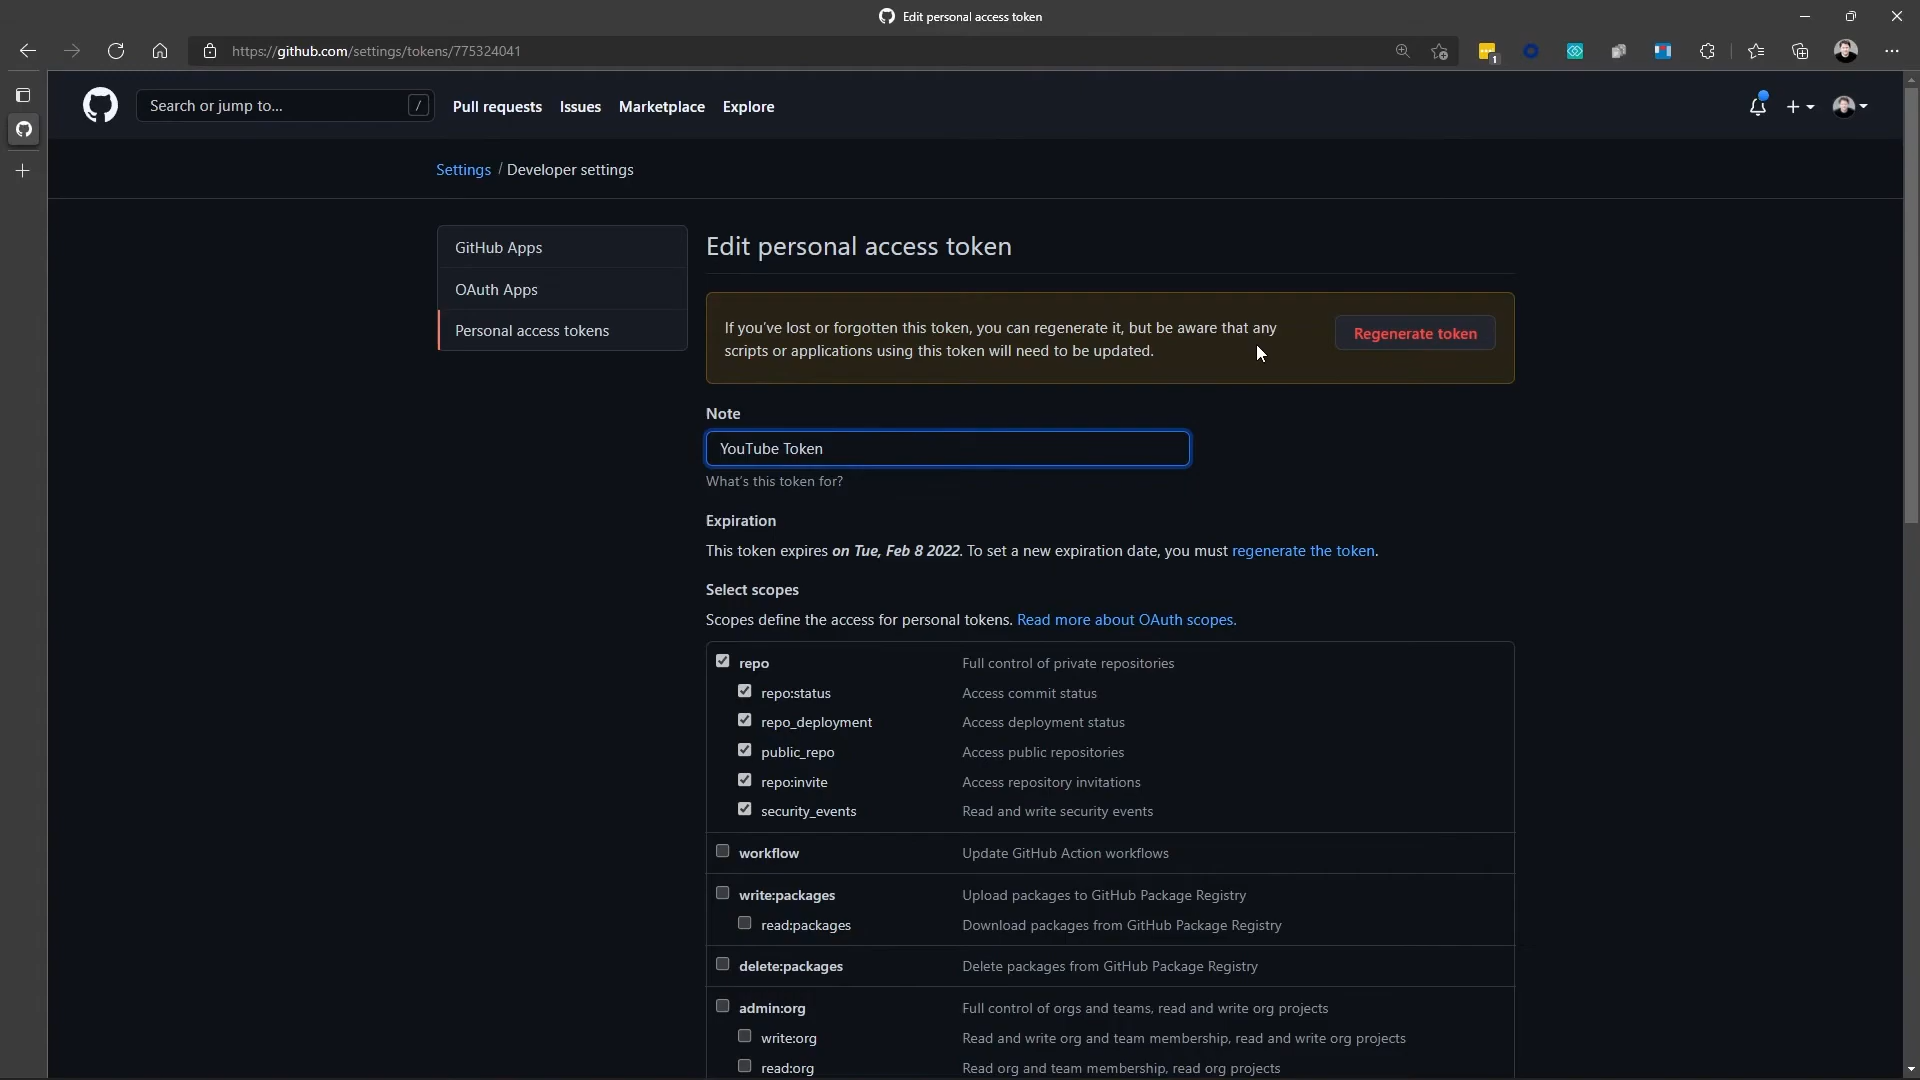 Edit personal access token
https://github.com/settings/tokens/775324041
1
Search or jump to...
/
Pull requests
Issues
Marketplace
Explore
Settings / Developer settings
GitHub Apps
OAuth Apps
Personal access tokens
Edit personal access token
If you've lost or forgotten this token, you can regenerate it, but be aware that any
scripts or applications using this token will need to be updated.
Regenerate token
Note
YouTube Token
What's this token for?
Expiration
This token expires on Tue, Feb 8 2022. To set a new expiration date, you must regenerate the token.
Select scopes
Scopes define the access for personal tokens. Read more about OAuth scopes.
repo Full control of private repositories
repo:status Access commit status
repo_deployment Access deployment status
public_repo Access public repositories
repo:invite Access repository invitations
security_events Read and write security events
workflow Update GitHub Action workflows
write:packages Upload packages to GitHub Package Registry
read:packages Download packages from GitHub Package Registry
delete:packages Delete packages from GitHub Package Registry
admin:org Full control of orgs and teams, read and write org projects
write:org Read and write org and team membership, read and write org projects
read:org Read org and team membership, read org projects